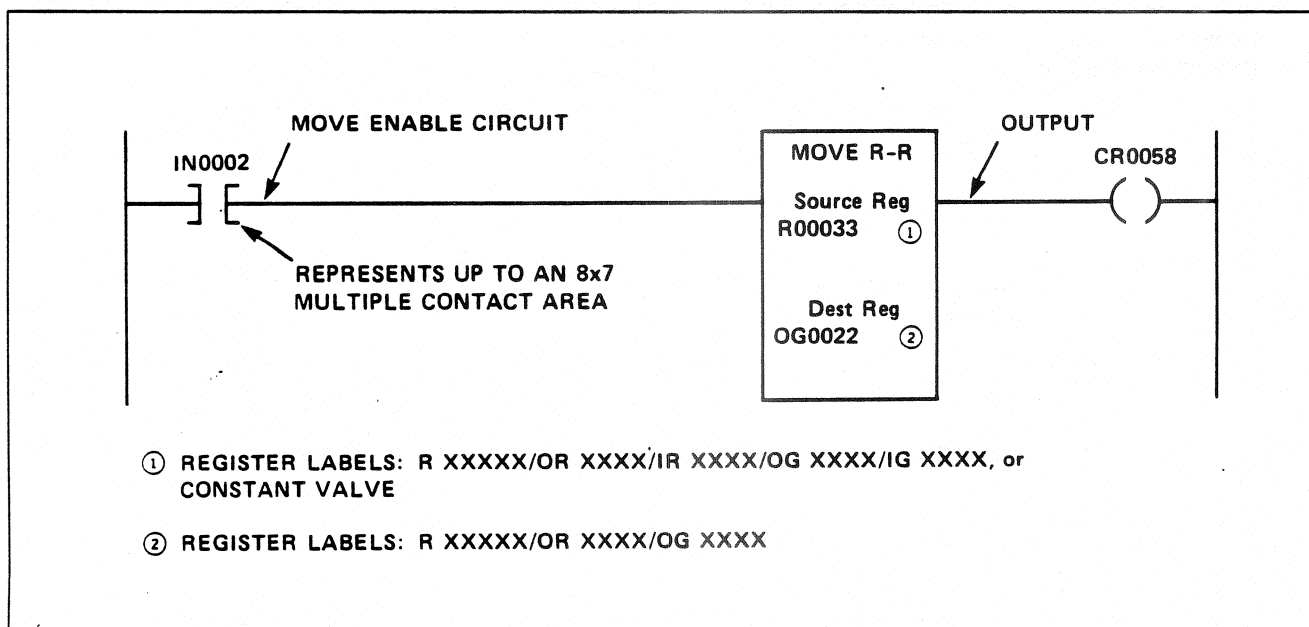 MOVE ENABLE CIRCUIT
OUTPUT
IN0002
MOVE R-R
CR0058
Source Reg
R00033 ①
REPRESENTS UP TO AN 8x7
MULTIPLE CONTACT AREA
Dest Reg
OG0022 ②
① REGISTER LABELS: R XXXXX/OR XXXX/IR XXXX/OG XXXX/IG XXXX, or
CONSTANT VALVE
② REGISTER LABELS: R XXXXX/OR XXXX/OG XXXX